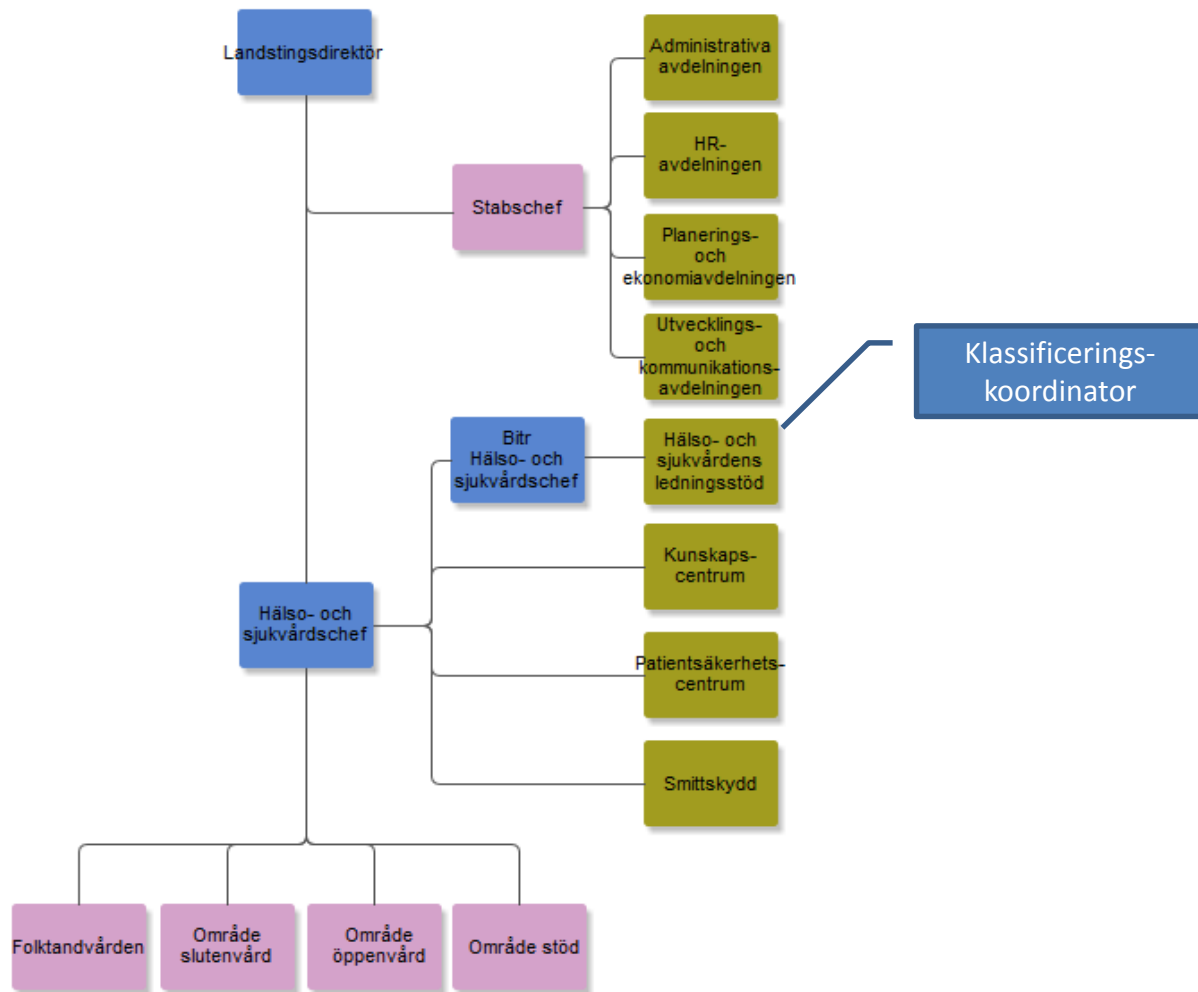 Landstingsdirektör
Administrativa
avdelningen
HR-
avdelningen
Stabschef
Planerings-
och
ekonomiavdelningen
Utvecklings-
och
kommunikations-
avdelningen
Klassificerings-
koordinator
Bitr
Hälso- och
sjukvårdschef
Hälso- och
sjukvårdens
ledningsstöd
Kunskaps-
centrum
Hälso- och
sjukvårdschef
Patientsäkerhets-
centrum
Smittskydd
Folktandvården
Område
slutenvård
Område
öppenvård
Område stöd